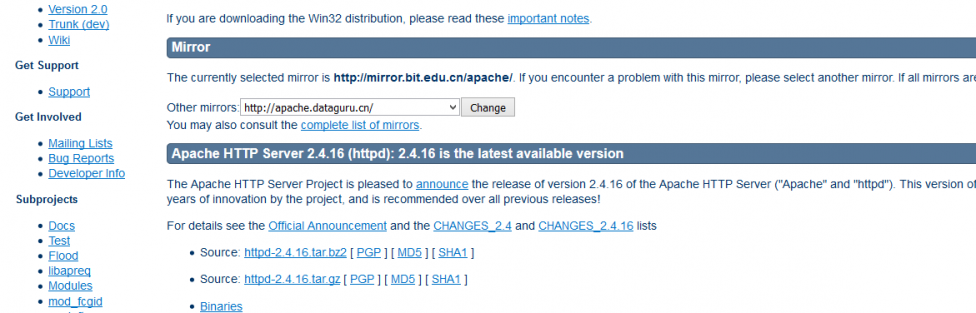 Version 2.0
Trunk (dev)
Wiki
Get Support
Support
Get Involved
Mailing Lists
Bug Reports
Developer Info
Subprojects
Docs
Test
Flood
libapreq
Modules
mod_fcgid
If you are downloading the Win32 distribution, please read these important notes.
Mirror
The currently selected mirror is http://mirror.bit.edu.cn/apache/. If you encounter a problem with this mirror, please select another mirror. If all mirrors are
Other mirrors: http://apache.dataguru.cn/ Change
You may also consult the complete list of mirrors.
Apache HTTP Server 2.4.16 (httpd): 2.4.16 is the latest available version
The Apache HTTP Server Project is pleased to announce the release of version 2.4.16 of the Apache HTTP Server ("Apache" and "httpd"). This version of
years of innovation by the project, and is recommended over all previous releases!
For details see the Official Announcement and the CHANGES_2.4 and CHANGES_2.4.16 lists
Source: httpd-2.4.16.tar.bz2 [ PGP ] [ MD5 ] [ SHA1 ]
Source: httpd-2.4.16.tar.gz [ PGP ] [ MD5 ] [ SHA1 ]
Binaries